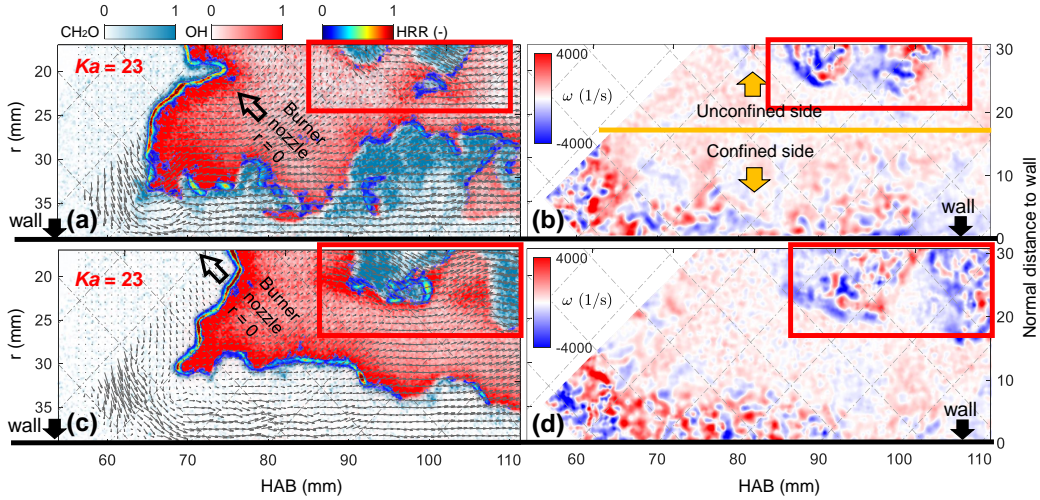 0 1 0 1 0 1
CH₂O OH HRR (-)
Ka = 23
20
25
30
35
r (mm)
Burner
nozzle
r = 0
wall
(a)
4000
ω (1/s)
-4000
Unconfined side
Confined side
wall
(b)
30
20
10
0
Ka = 23
20
25
30
35
r (mm)
Burner
nozzle
r = 0
wall
(c)
60 70 80 90 100 110
HAB (mm)
4000
ω (1/s)
-4000
wall
(d)
30
20
10
0
60 70 80 90 100 110
HAB (mm)
Normal distance to wall